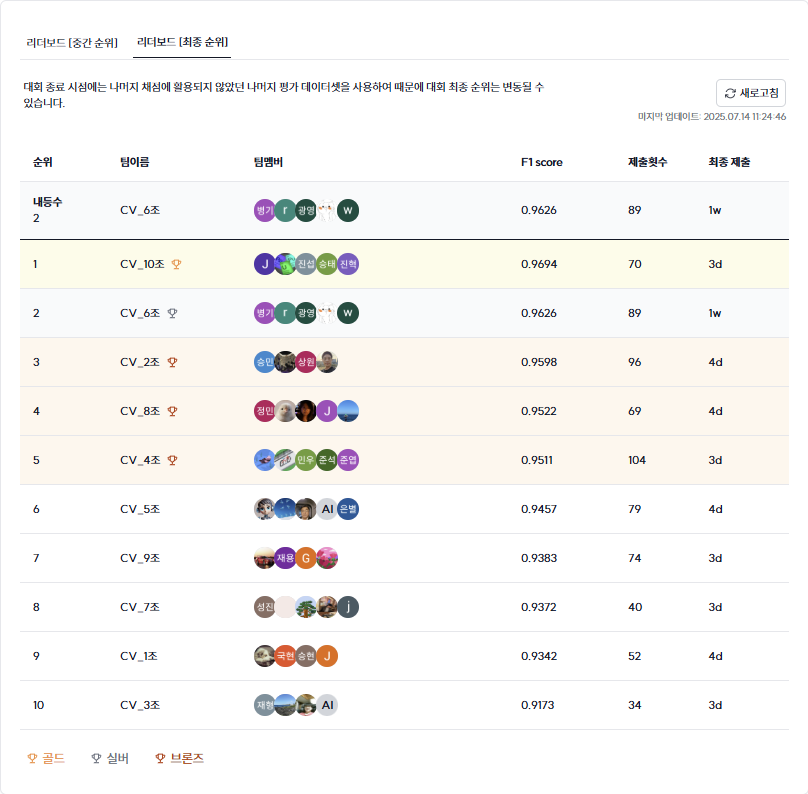 리더보드 [중간 순위] 리더보드 [최종 순위]
대회 종료 시점에는 나머지 채점에 활용되지 않았던 나머지 평가 데이터셋을 사용하여 때문에 대회 최종 순위는 변동될 수
있습니다.
새로고침
마지막 업데이트: 2025.07.14 11:24:46
순위 팀이름 팀멤버 F1 score 제출횟수 최종 제출
내등수
2 CV_6조 병기 r 광영 W 0.9626 89 1w
1 CV_10조 J 진섭 승태 진혁 0.9694 70 3d
2 CV_6조 병기 r 광영 W 0.9626 89 1w
3 CV_2조 승민 상원 0.9598 96 4d
4 CV_8조 정민 J 0.9522 69 4d
5 CV_4조 민우 준석 준엽 0.9511 104 3d
6 CV_5조 AI 은별 0.9457 79 4d
7 CV_9조 재용 G 0.9383 74 3d
8 CV_7조 성진 j 0.9372 40 3d
9 CV_1조 국현 승현 J 0.9342 52 4d
10 CV_3조 재형 AI 0.9173 34 3d
골드 실버 브론즈